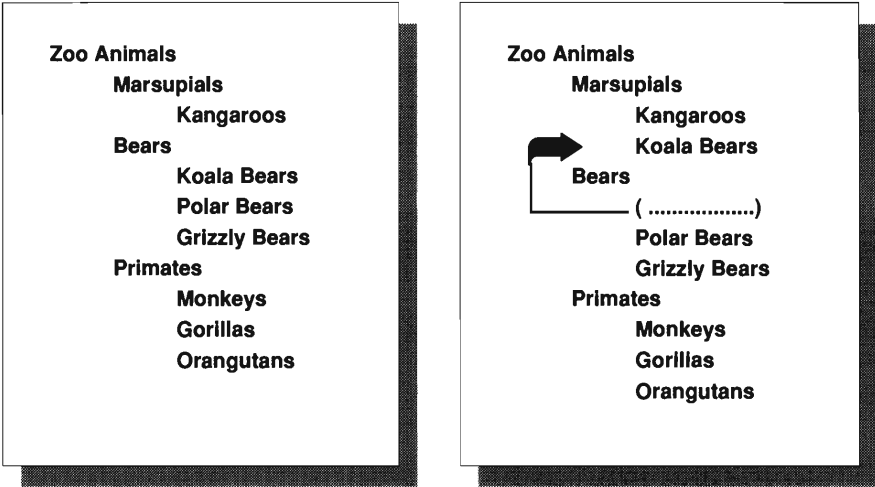 Zoo Animals
Marsupials
Kangaroos
Bears
Koala Bears
Polar Bears
Grizzly Bears
Primates
Monkeys
Gorillas
Orangutans
Zoo Animals
Marsupials
Kangaroos
Koala Bears
Bears
( .................. )
Polar Bears
Grizzly Bears
Primates
Monkeys
Gorillas
Orangutans